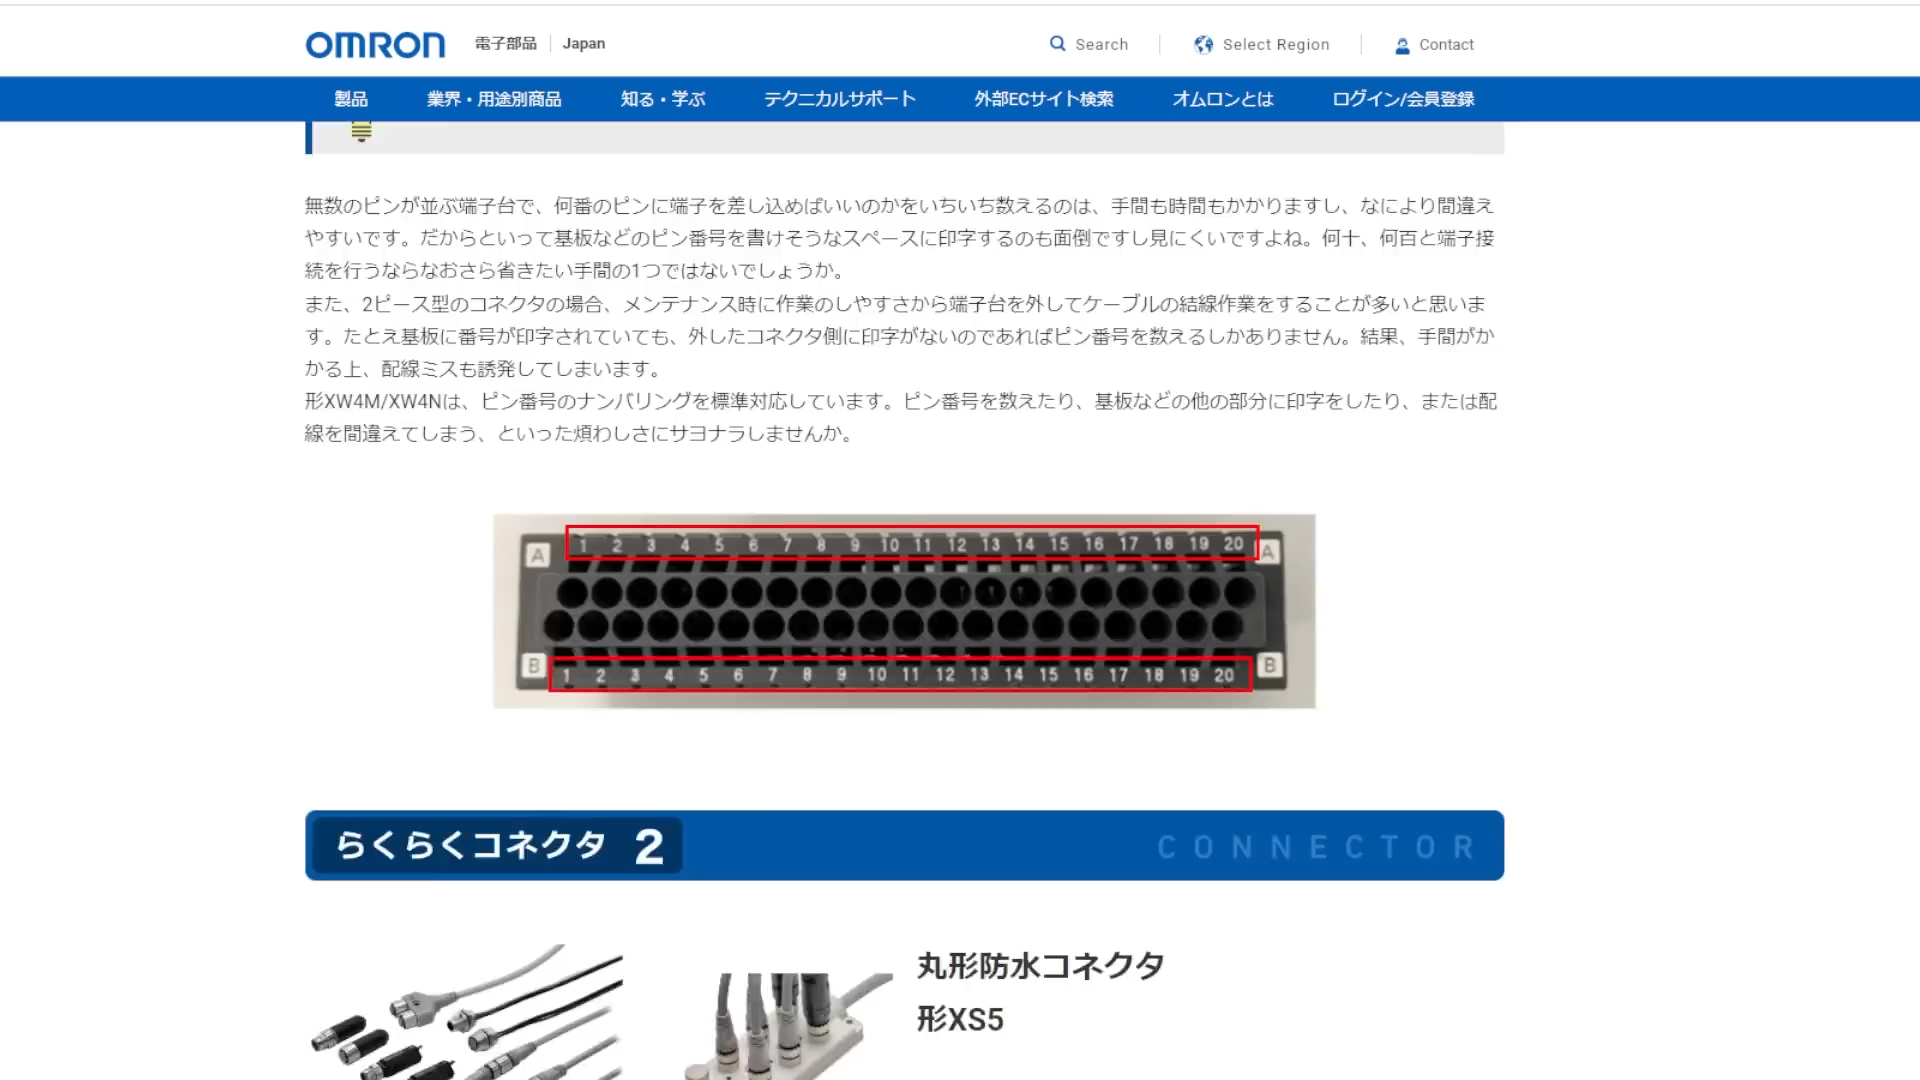 OMRON 電子部品 Japan Search Select Region Contact
製品 業界・用途別商品 知る・学ぶ テクニカルサポート 外部ECサイト検索 オムロンとは ログイン/会員登録
無数のピンが並ぶ端子台で、何番のピンに端子を差し込めばいいのかをいちいち数えるのは、手間も時間もかかりますし、なにより間違え
やすいです。だからといって基板などのピン番号を書けそうなスペースに印字するのも面倒ですし見にくいですよね。何十、何百と端子接
続を行うならなおさら省きたい手間の1つではないでしょうか。
また、2ピース型のコネクタの場合、メンテナンス時に作業のしやすさから端子台を外してケーブルの結線作業をすることが多いと思いま
す。たとえ基板に番号が印字されていても、外したコネクタ側に印字がないのであればピン番号を数えるしかありません。結果、手間がか
かる上、配線ミスも誘発してしまいます。
形XW4M/XW4Nは、ピン番号のナンバリングを標準対応しています。ピン番号を数えたり、基板などの他の部分に印字をしたり、または配
線を間違えてしまう、といった煩わしさにサヨナラしませんか。
A 1 2 3 4 5 6 7 8 9 10 11 12 13 14 15 16 17 18 19 20 A
B 1 2 3 4 5 6 7 8 9 10 11 12 13 14 15 16 17 18 19 20 B
らくらくコネクタ 2 CONNECTOR
丸形防水コネクタ
形XS5